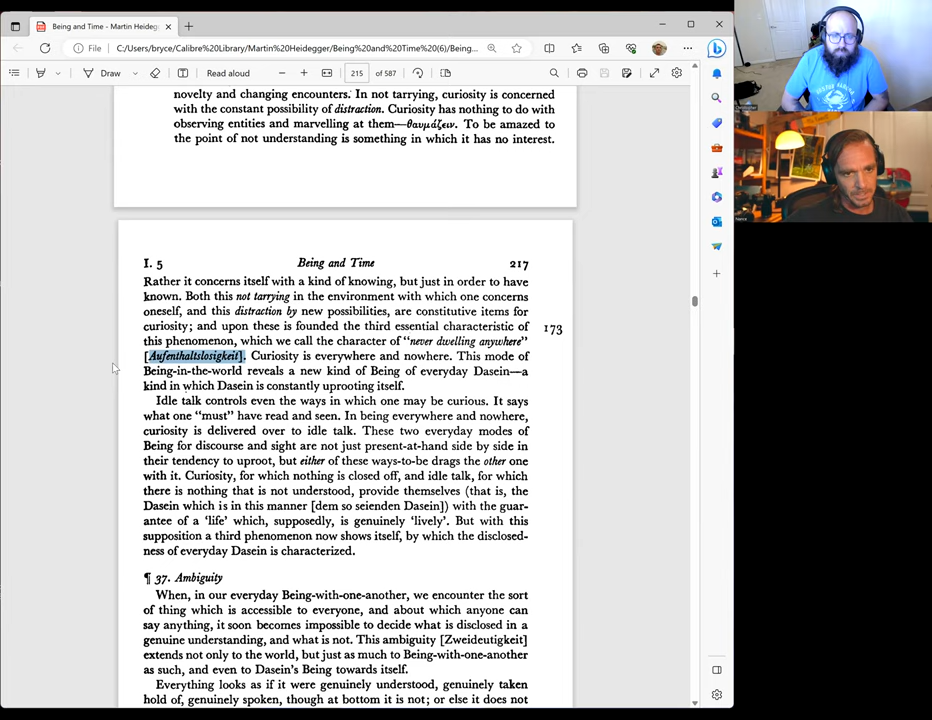 Being and Time - Martin Heideg
File
C:/Users/bryce/Calibre%20Library/Martin%20Heidegger/Being%20and%20Time%20(6)/Being...
Draw
Read aloud
215 of 587
novelty and changing encounters. In not tarrying, curiosity is concerned
with the constant possibility of distraction. Curiosity has nothing to do with
observing entities and marvelling at them—θαυμάζειν. To be amazed to
the point of not understanding is something in which it has no interest.
I. 5 Being and Time 217
Rather it concerns itself with a kind of knowing, but just in order to have
known. Both this not tarrying in the environment with which one concerns
oneself, and this distraction by new possibilities, are constitutive items for
curiosity; and upon these is founded the third essential characteristic of
173
this phenomenon, which we call the character of "never dwelling anywhere"
[Aufenthaltslosigkeit]. Curiosity is everywhere and nowhere. This mode of
Being-in-the-world reveals a new kind of Being of everyday Dasein—a
kind in which Dasein is constantly uprooting itself.
Idle talk controls even the ways in which one may be curious. It says
what one "must" have read and seen. In being everywhere and nowhere,
curiosity is delivered over to idle talk. These two everyday modes of
Being for discourse and sight are not just present-at-hand side by side in
their tendency to uproot, but either of these ways-to-be drags the other one
with it. Curiosity, for which nothing is closed off, and idle talk, for which
there is nothing that is not understood, provide themselves (that is, the
Dasein which is in this manner [dem so seienden Dasein]) with the guar-
antee of a 'life' which, supposedly, is genuinely 'lively'. But with this
supposition a third phenomenon now shows itself, by which the disclosed-
ness of everyday Dasein is characterized.
¶ 37. Ambiguity
When, in our everyday Being-with-one-another, we encounter the sort
of thing which is accessible to everyone, and about which anyone can
say anything, it soon becomes impossible to decide what is disclosed in a
genuine understanding, and what is not. This ambiguity [Zweideutigkeit]
extends not only to the world, but just as much to Being-with-one-another
as such, and even to Dasein's Being towards itself.
Everything looks as if it were genuinely understood, genuinely taken
hold of, genuinely spoken, though at bottom it is not; or else it does not